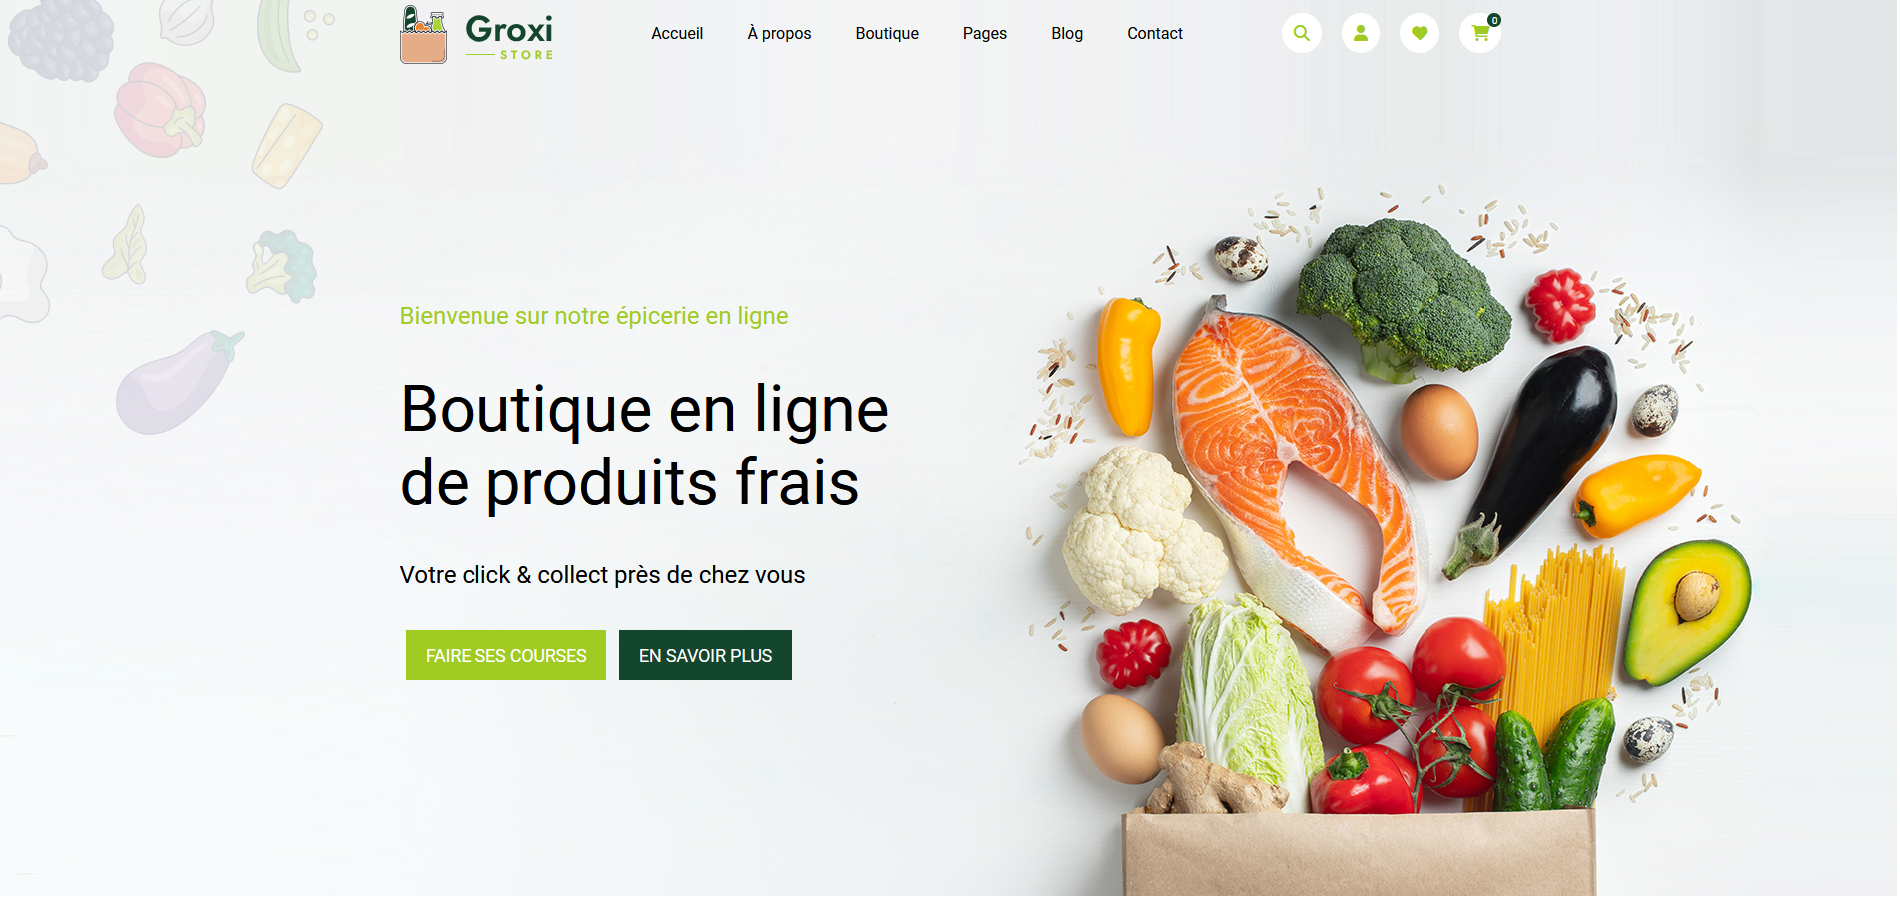 Groxi
STORE
Accueil
À propos
Boutique
Pages
Blog
Contact
0
Bienvenue sur notre épicerie en ligne
Boutique en ligne
de produits frais
Votre click & collect près de chez vous
FAIRE SES COURSES
EN SAVOIR PLUS